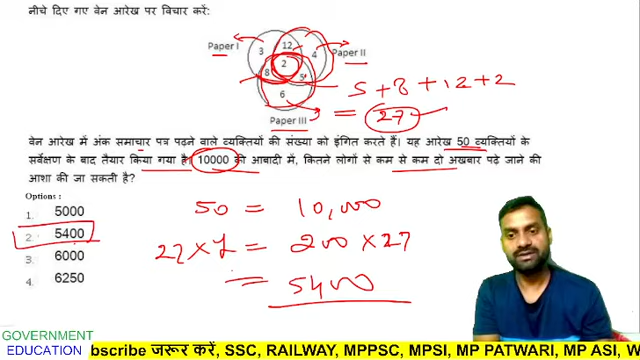 नीचे दिए गए वेन आरेख पर विचार करें:
Paper I
3
12
4
Paper II
2
8
5
6
Paper III
5+8+12+2
= 27
वेन आरेख में अंक समाचार पत्र पढ़ने वाले व्यक्तियों की संख्या को इंगित करते हैं। यह आरेख 50 व्यक्तियों के
सर्वेक्षण के बाद तैयार किया गया है 10000 की आबादी में, कितने लोगों से कम से कम दो अखबार पढ़े जाने की
आशा की जा सकती है?
Options :
1. 5000
2. 5400
3. 6000
4. 6250
50 = 10,000
27×1 = 200×27
= 5400
GOVERNMENT
EDUCATION
bscribe जरूर करें, SSC, RAILWAY, MPPSC, MPSI, MP PATWARI, MP ASI, W